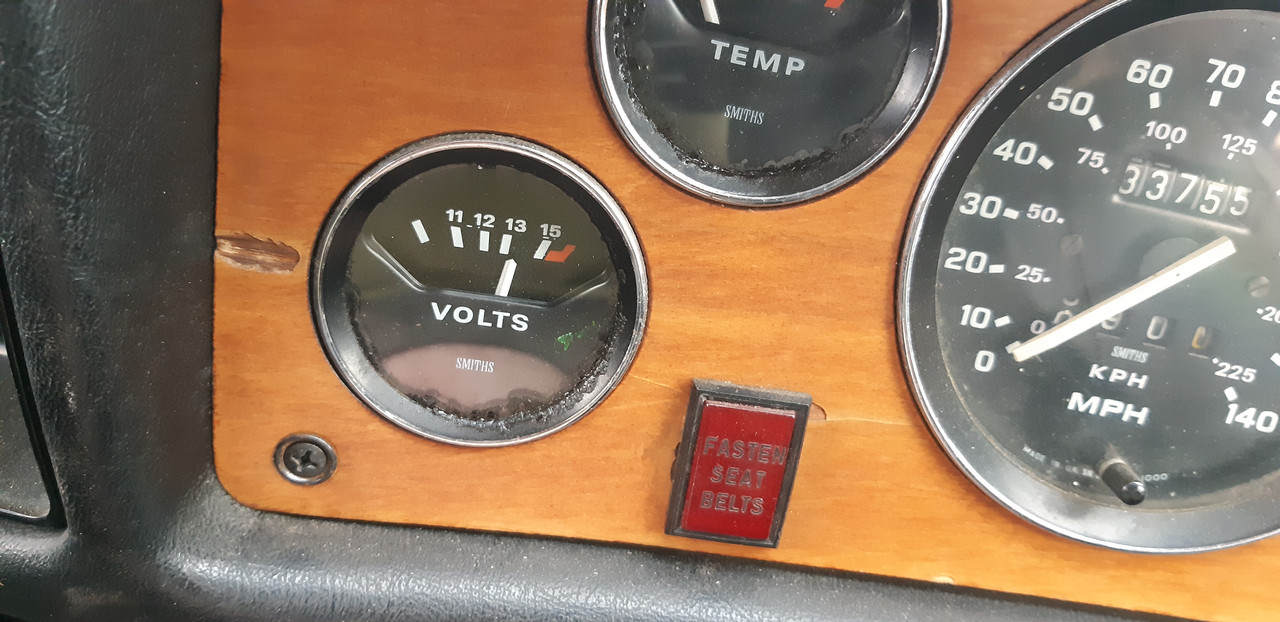 TEMP
SMITHS
11 12 13 15
VOLTS
SMITHS
FASTEN
SEAT
BELTS
60 70
50
100 125
40 75
33755
30 50
20 25
10 0
0
SMITHS
225
KPH
140
MPH